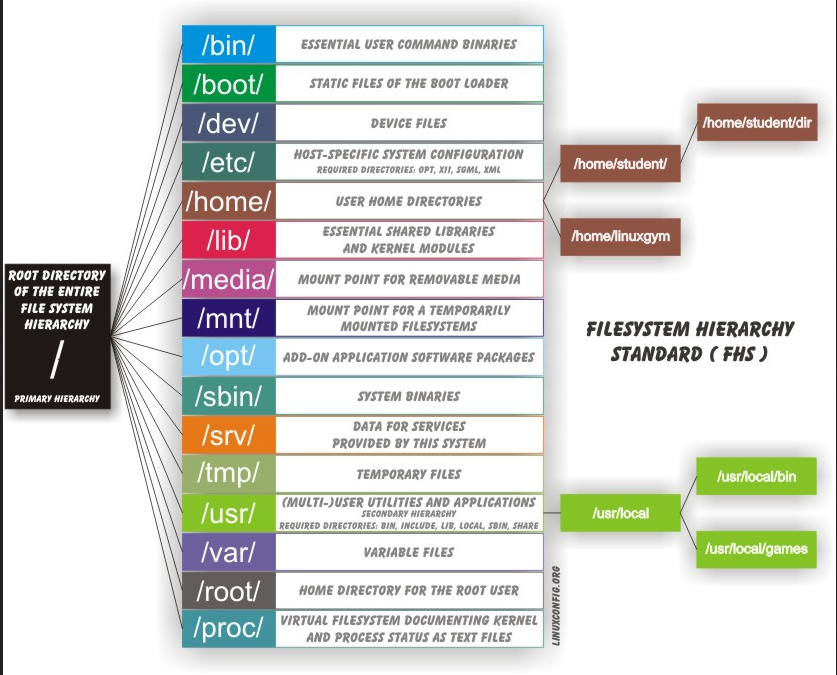 ROOT DIRECTORY
OF THE ENTIRE
FILE SYSTEM
HIERARCHY
/
PRIMARY HIERARCHY
/bin/
ESSENTIAL USER COMMAND BINARIES
/boot/
STATIC FILES OF THE BOOT LOADER
/dev/
DEVICE FILES
/etc/
HOST-SPECIFIC SYSTEM CONFIGURATION
REQUIRED DIRECTORIES: OPT, XII, SGML, XML
/home/
USER HOME DIRECTORIES
/home/student/
/home/student/dir
/home/linuxgym
/lib/
ESSENTIAL SHARED LIBRARIES
AND KERNEL MODULES
/media/
MOUNT POINT FOR REMOVABLE MEDIA
/mnt/
MOUNT POINT FOR A TEMPORARILY
MOUNTED FILESYSTEMS
/opt/
ADD-ON APPLICATION SOFTWARE PACKAGES
/sbin/
SYSTEM BINARIES
/srv/
DATA FOR SERVICES
PROVIDED BY THIS SYSTEM
/tmp/
TEMPORARY FILES
/usr/
(MULTI-)USER UTILITIES AND APPLICATIONS
SECONDARY HIERARCHY
REQUIRED DIRECTORIES: BIN, INCLUDE, LIB, LOCAL, SBIN, SHARE
/usr/local
/usr/local/bin
/usr/local/games
/var/
VARIABLE FILES
/root/
HOME DIRECTORY FOR THE ROOT USER
/proc/
VIRTUAL FILESYSTEM DOCUMENTING KERNEL
AND PROCESS STATUS AS TEXT FILES
FILESYSTEM HIERARCHY
STANDARD ( FHS )
LINUXCONFIG.ORG